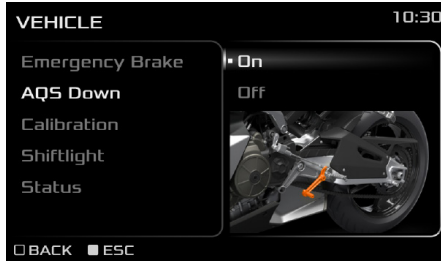 VEHICLE
10:30
Emergency Brake
AQS Down
Calibration
Shiftlight
Status
On
Off
BACK ESC